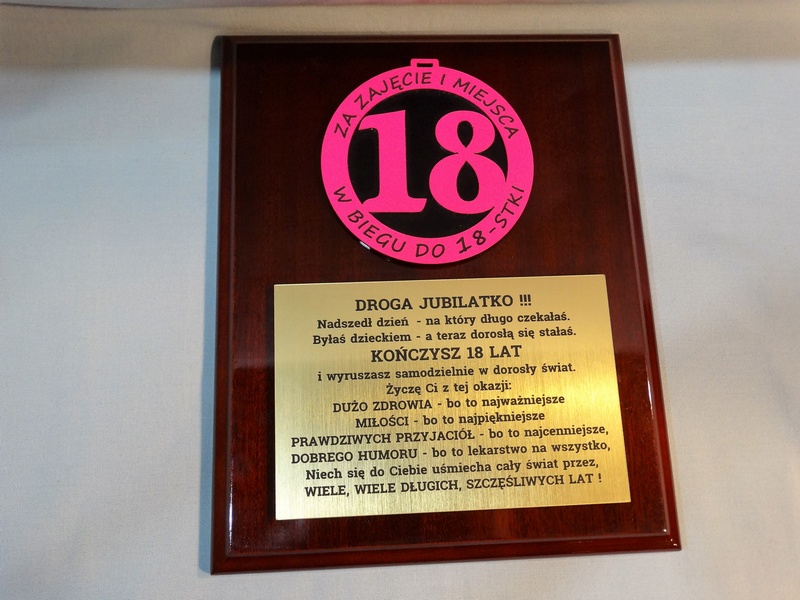 ZA ZAJĘCIE I MIEJSCA
18
W BIEGU DO 18-STKI
DROGA JUBILATKO !!!
Nadszedł dzień - na który długo czekałaś.
Byłaś dzieckiem - a teraz dorosłą się stałaś.
KOŃCZYSZ 18 LAT
i wyruszasz samodzielnie w dorosły świat.
Życzę Ci z tej okazji:
DUŻO ZDROWIA - bo to najważniejsze
MIŁOŚCI - bo to najpiękniejsze
PRAWDZIWYCH PRZYJACIÓŁ - bo to najcenniejsze,
DOBREGO HUMORU - bo to lekarstwo na wszystko,
Niech się do Ciebie uśmiecha cały świat przez,
WIELE, WIELE DŁUGICH, SZCZĘŚLIWYCH LAT !